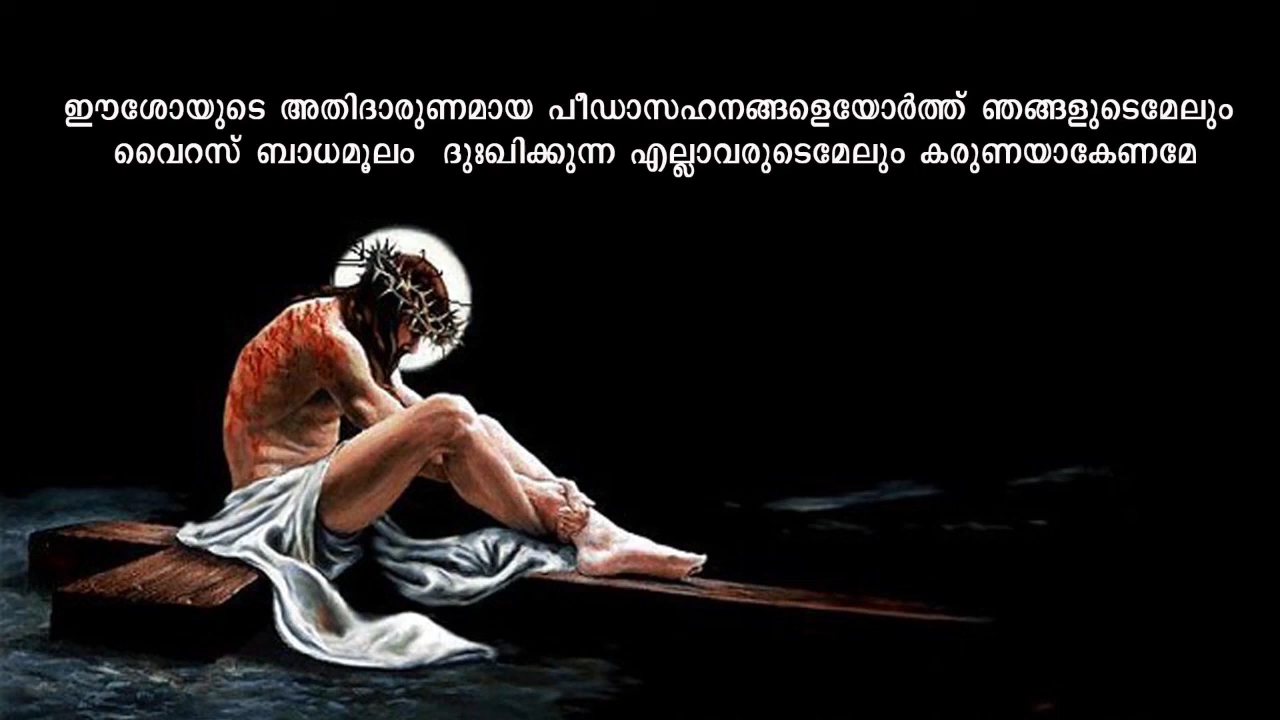 ഈശോയുടെ അതിദാരുണമായ പീഡാസഹനങ്ങളെയോർത്ത് ഞങ്ങളുടെമേലും
വൈറസ് ബാധമൂലം ദുഃഖിക്കുന്ന എല്ലാവരുടെമേലും കരുണയാകേണമേ